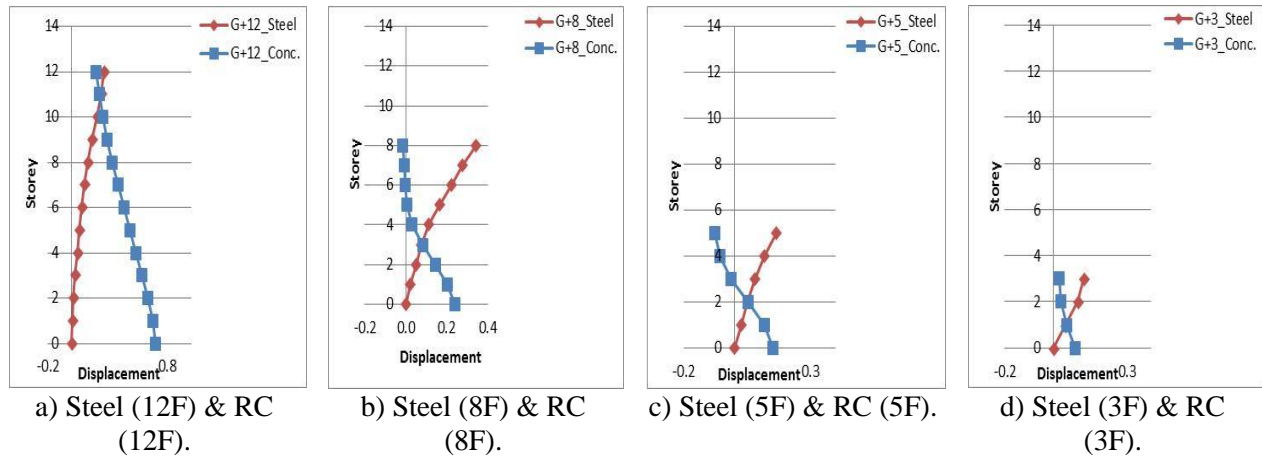 G+12_Steel
G+12_Conc.
14
12
10
8
6
4
2
0
Storey
-0.2
0.8
Displacement
G+8_Steel
G+8_Conc.
14
12
10
8
6
4
2
0
Storey
-0.2
0.0
0.2
0.4
Displacement
G+5_Steel
G+5_Conc.
14
12
10
8
6
4
2
0
Storey
-0.2
Displacement
0.3
G+3_Steel
G+3_Conc.
14
12
10
8
6
4
2
0
Storey
-0.2
Displacement
0.3
a) Steel (12F) & RC
(12F).
b) Steel (8F) & RC
(8F).
c) Steel (5F) & RC (5F).
d) Steel (3F) & RC
(3F).